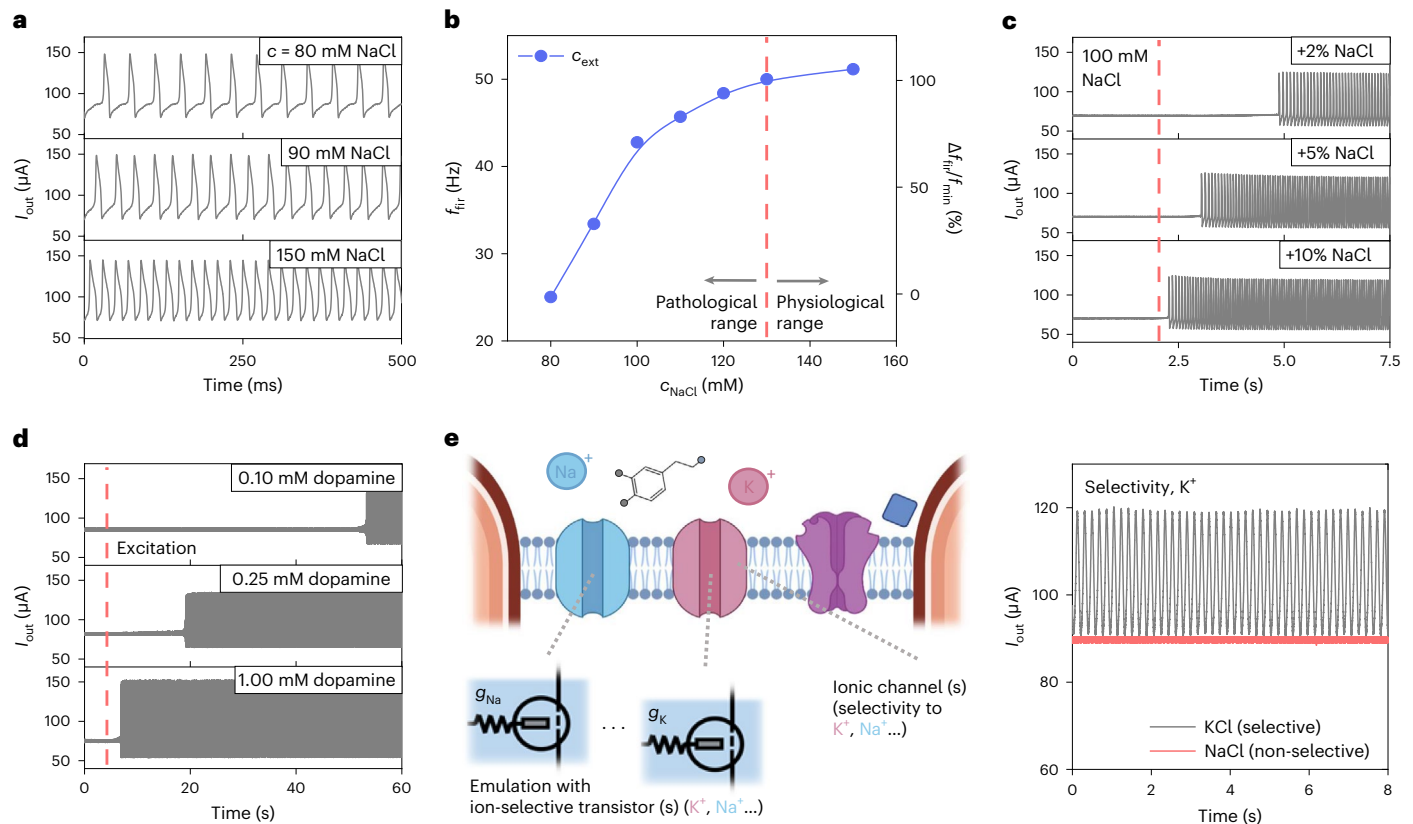 a
c = 80 mM NaCl
90 mM NaCl
150 mM NaCl
150
100
50
150
100
50
150
100
50
I_out (µA)
0
250
500
Time (ms)
b
c_ext
50
40
30
20
f_fir (Hz)
100
50
0
Δf_fir/f_min (%)
Pathological
range
Physiological
range
80
100
120
140
160
c_NaCl (mM)
c
100 mM
NaCl
+2% NaCl
+5% NaCl
+10% NaCl
150
100
50
150
100
50
150
100
50
I_out (µA)
0
2.5
5.0
7.5
Time (s)
d
0.10 mM dopamine
Excitation
0.25 mM dopamine
1.00 mM dopamine
150
100
50
150
100
50
150
100
50
I_out (µA)
0
20
40
60
Time (s)
e
Na⁺
K⁺
g_Na
. . .
g_K
Ionic channel (s)
(selectivity to
K⁺, Na⁺...)
Emulation with
ion-selective transistor (s) (K⁺, Na⁺...)
Selectivity, K⁺
120
100
80
60
I_out (µA)
KCl (selective)
NaCl (non-selective)
0
2
4
6
8
Time (s)